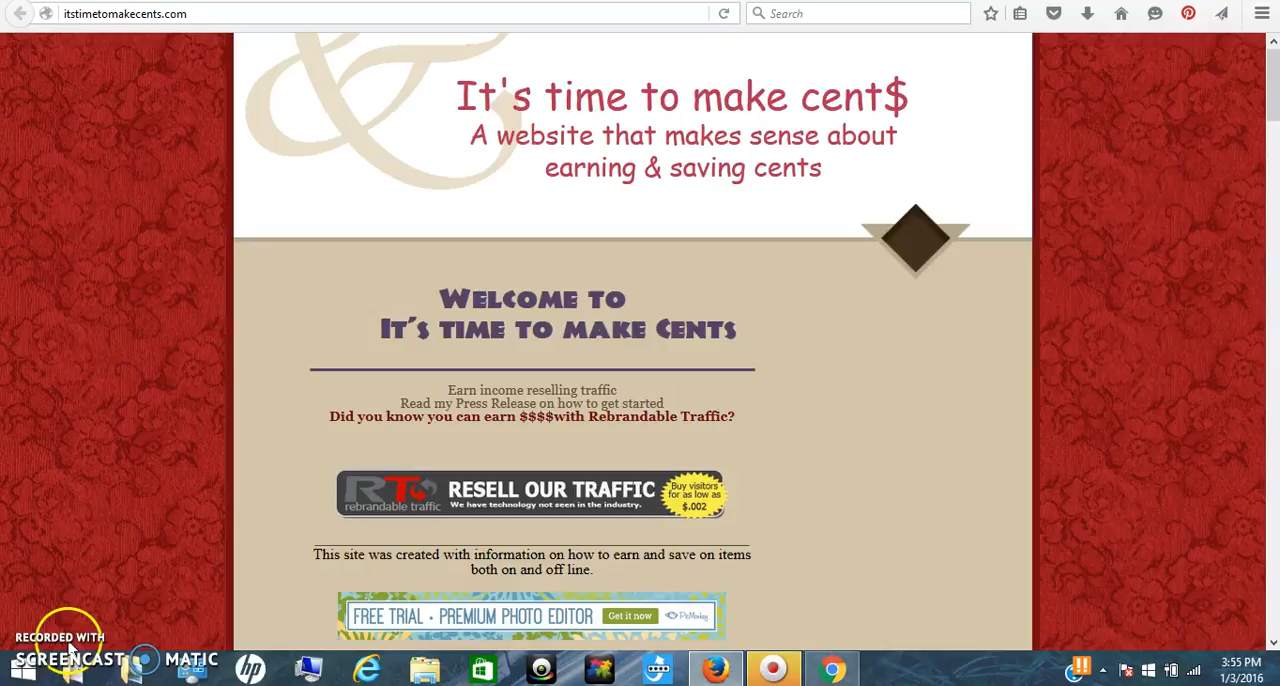 itstimetomakecents.com
Search
It's time to make cent$
A website that makes sense about
earning & saving cents
Welcome to
It's time to make Cents
Earn income reselling traffic
Read my Press Release on how to get started
Did you know you can earn $$$$with Rebrandable Traffic?
RT
rebrandable traffic
RESELL OUR TRAFFIC
We have technology not seen in the industry.
Buy visitors
for as low as
$.002
This site was created with information on how to earn and save on items
both on and off line.
FREE TRIAL • PREMIUM PHOTO EDITOR
Get it now
PicMonkey
RECORDED WITH
SCREENCAST MATIC
hp
3:55 PM
1/3/2016